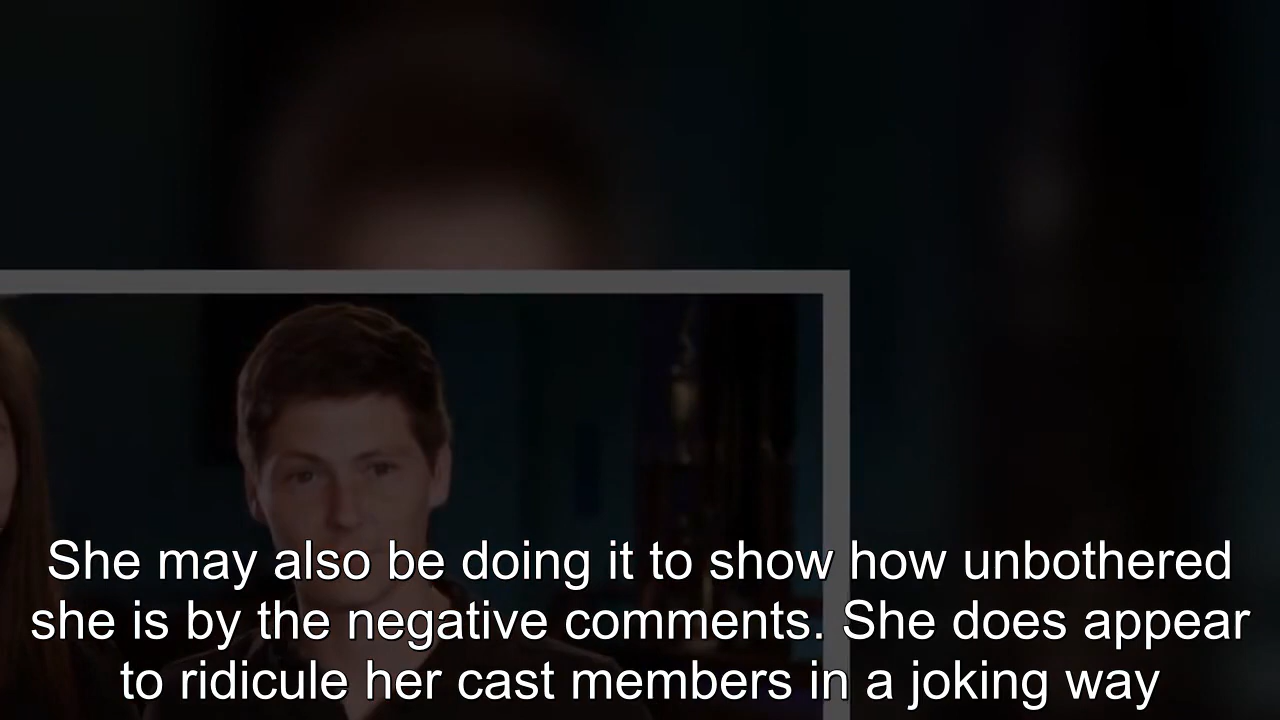 She may also be doing it to show how unbothered
she is by the negative comments. She does appear
to ridicule her cast members in a joking way